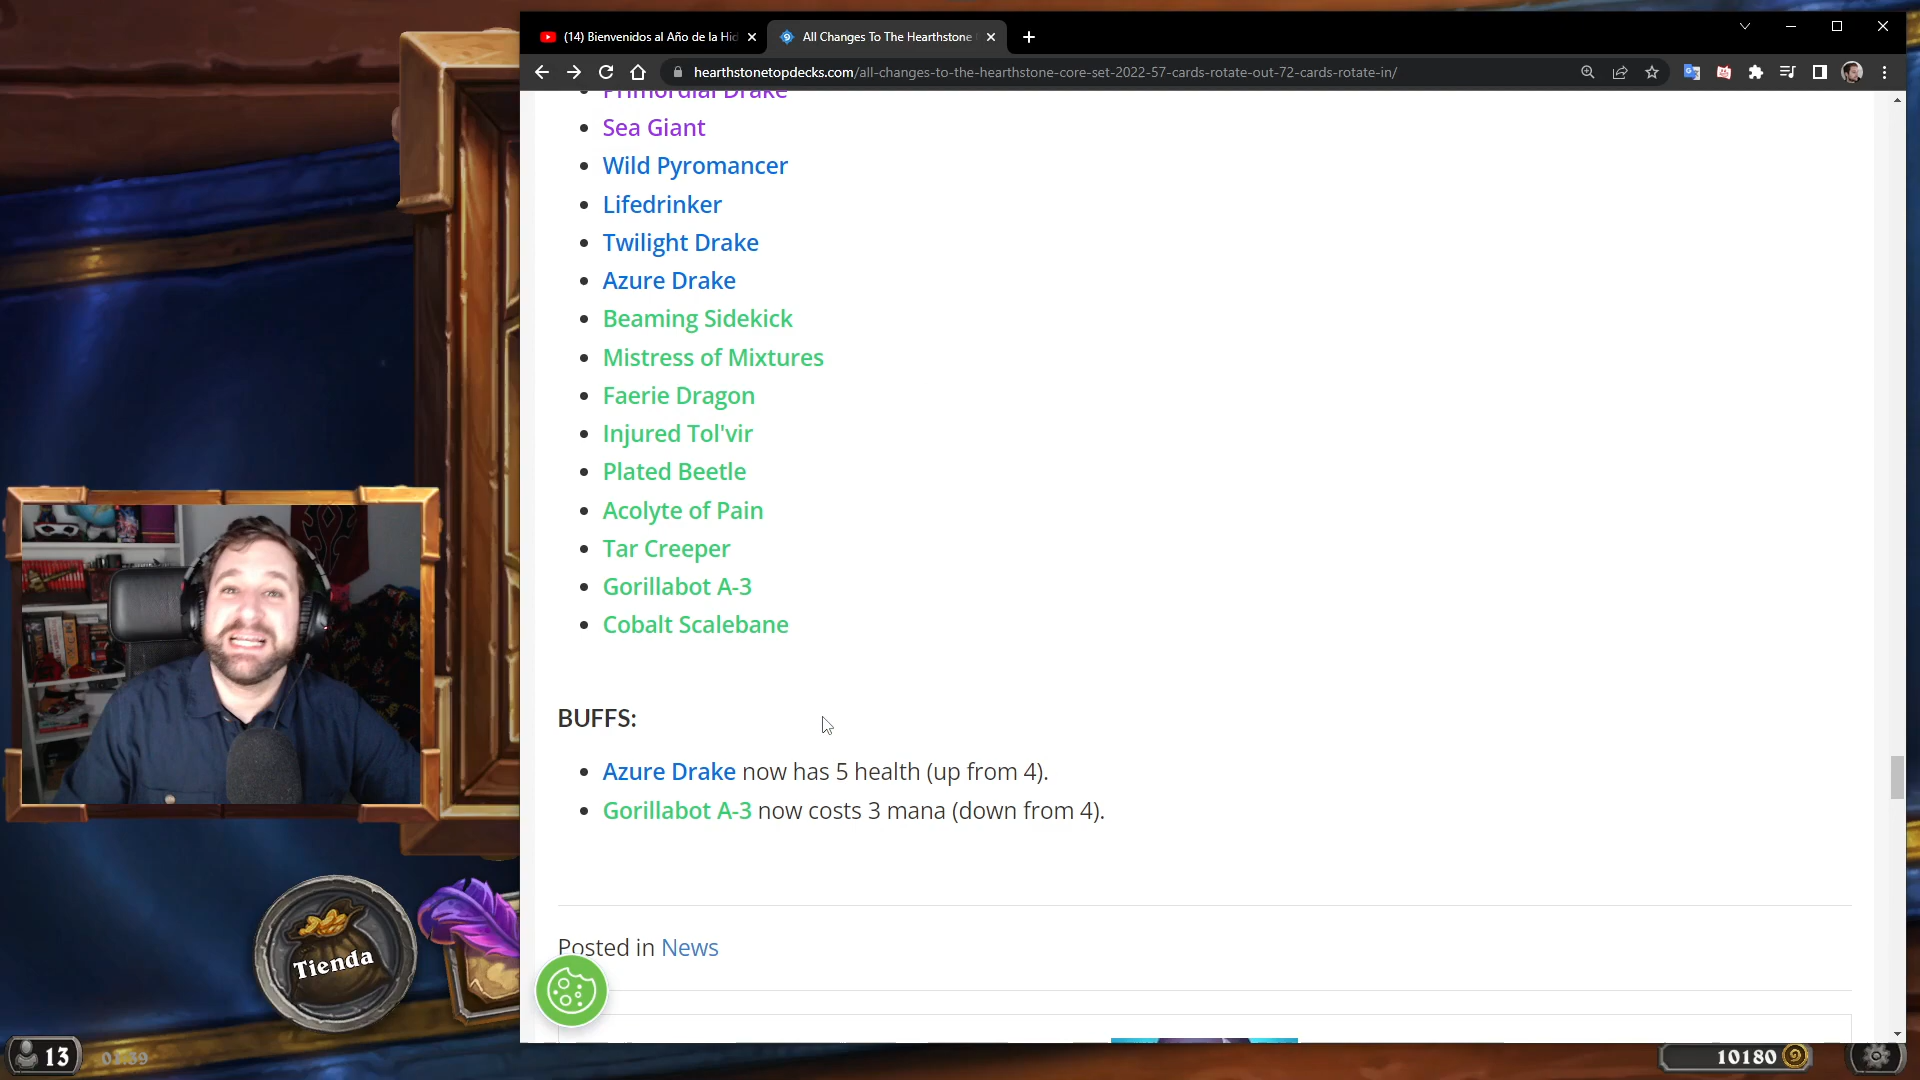 (14) Bienvenidos al Año de la Hid
All Changes To The Hearthstone
hearthstonetopdecks.com/all-changes-to-the-hearthstone-core-set-2022-57-cards-rotate-out-72-cards-rotate-in/
Primordial Drake
Sea Giant
Wild Pyromancer
Lifedrinker
Twilight Drake
Azure Drake
Beaming Sidekick
Mistress of Mixtures
Faerie Dragon
Injured Tol'vir
Plated Beetle
Acolyte of Pain
Tar Creeper
Gorillabot A-3
Cobalt Scalebane
BUFFS:
Azure Drake now has 5 health (up from 4).
Gorillabot A-3 now costs 3 mana (down from 4).
Posted in News
Tienda
13
01:39
10180